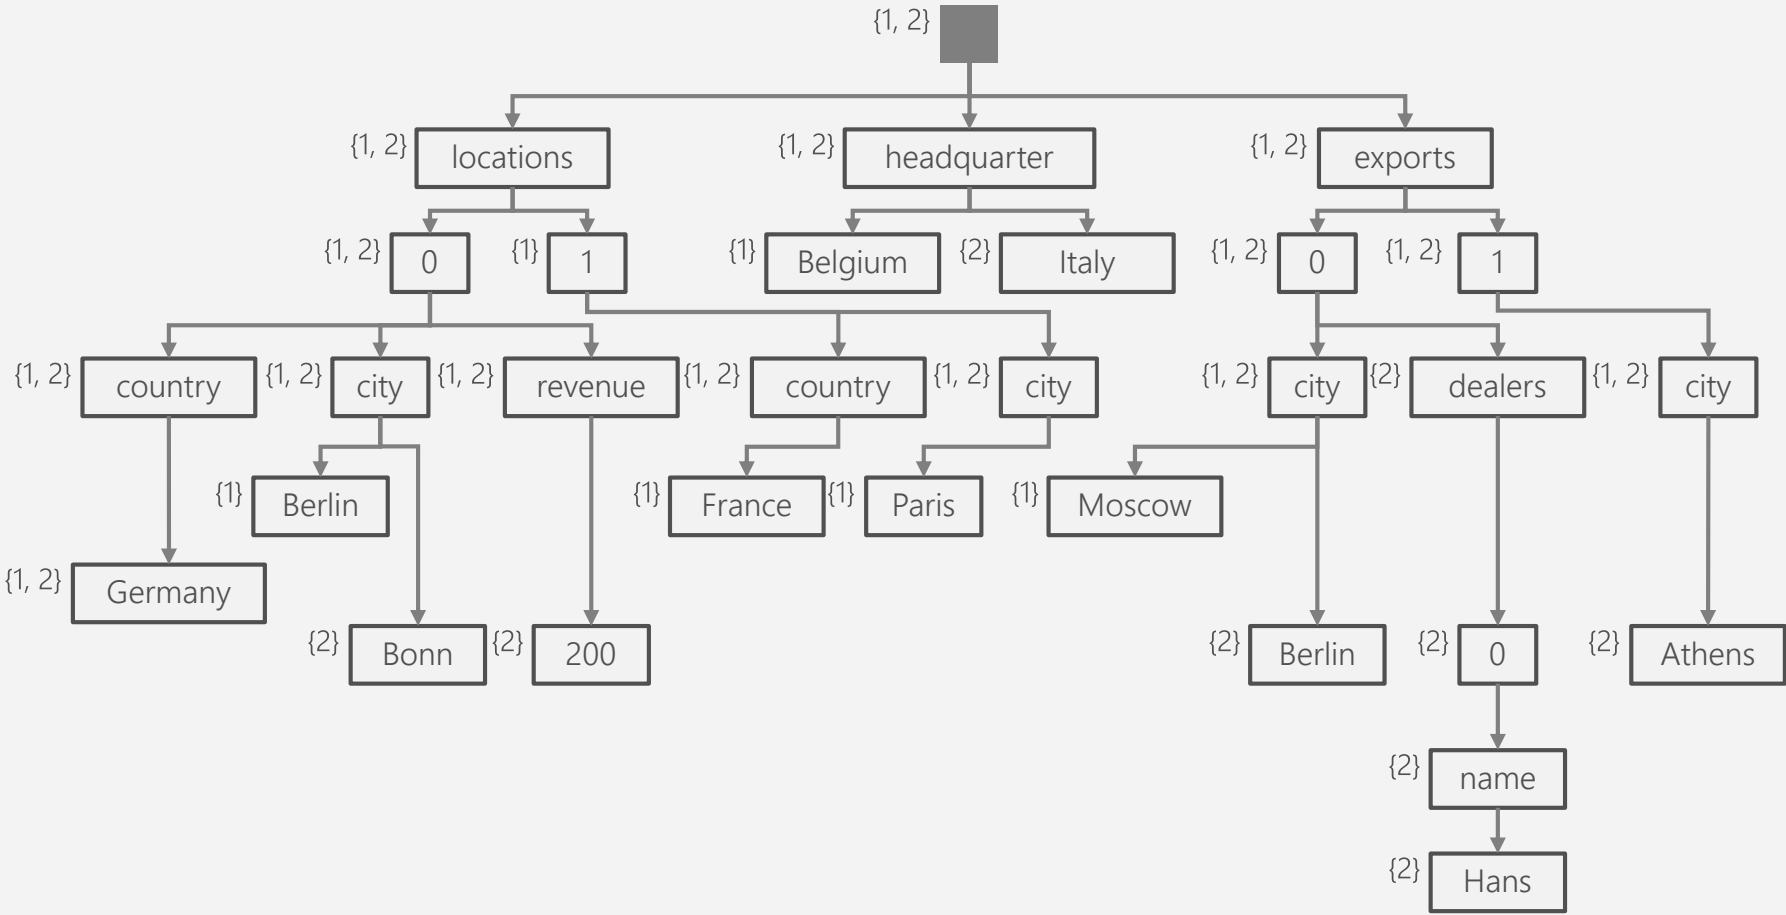 {1, 2}
{1, 2} locations {1, 2} headquarter {1, 2} exports
{1, 2} 0 {1} 1 {1} Belgium {2} Italy {1, 2} 0 {1, 2} 1
{1, 2} country {1, 2} city {1, 2} revenue {1, 2} country {1, 2} city {1, 2} city {2} dealers {1, 2} city
{1} Berlin {1} France {1} Paris {1} Moscow
{1, 2} Germany
{2} Bonn {2} 200 {2} Berlin {2} 0 {2} Athens
{2} name
{2} Hans